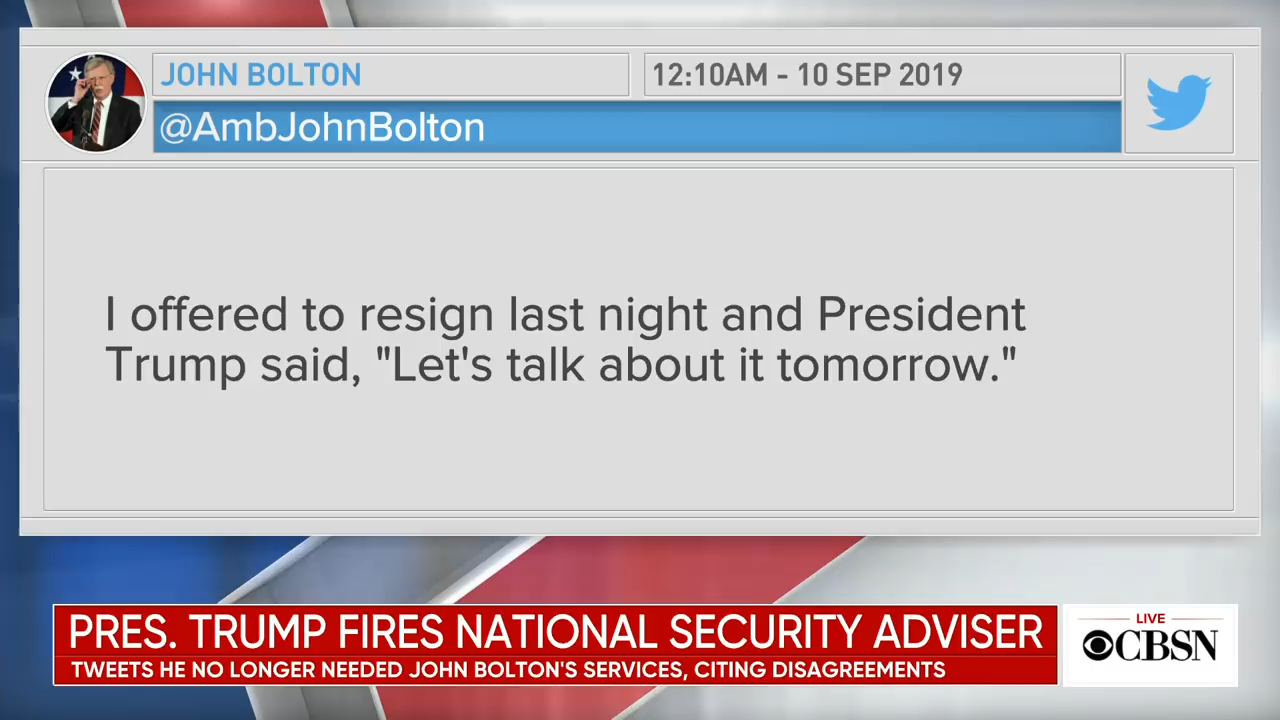 JOHN BOLTON
12:10AM - 10 SEP 2019
@AmbJohnBolton
I offered to resign last night and President
Trump said, "Let's talk about it tomorrow."
PRES. TRUMP FIRES NATIONAL SECURITY ADVISER
TWEETS HE NO LONGER NEEDED JOHN BOLTON'S SERVICES, CITING DISAGREEMENTS
LIVE
CBSN